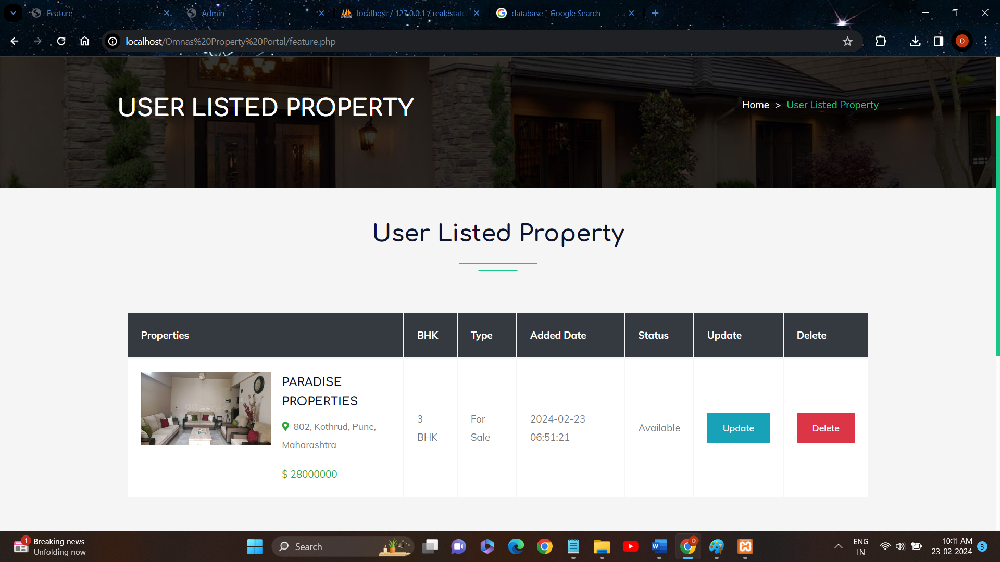 Feature
Admin
localhost / 127.0.0.1 / realestate
database - Google Search
localhost/Omnas%20Property%20Portal/feature.php
O
USER LISTED PROPERTY
Home > User Listed Property
User Listed Property
Properties
BHK
Type
Added Date
Status
Update
Delete
99acres
PARADISE
PROPERTIES
802, Kothrud, Pune,
Maharashtra
$ 28000000
3
BHK
For
Sale
2024-02-23
06:51:21
Available
Update
Delete
1
Breaking news
Unfolding now
Search
W
O
ENG
IN
10:11 AM
23-02-2024
3